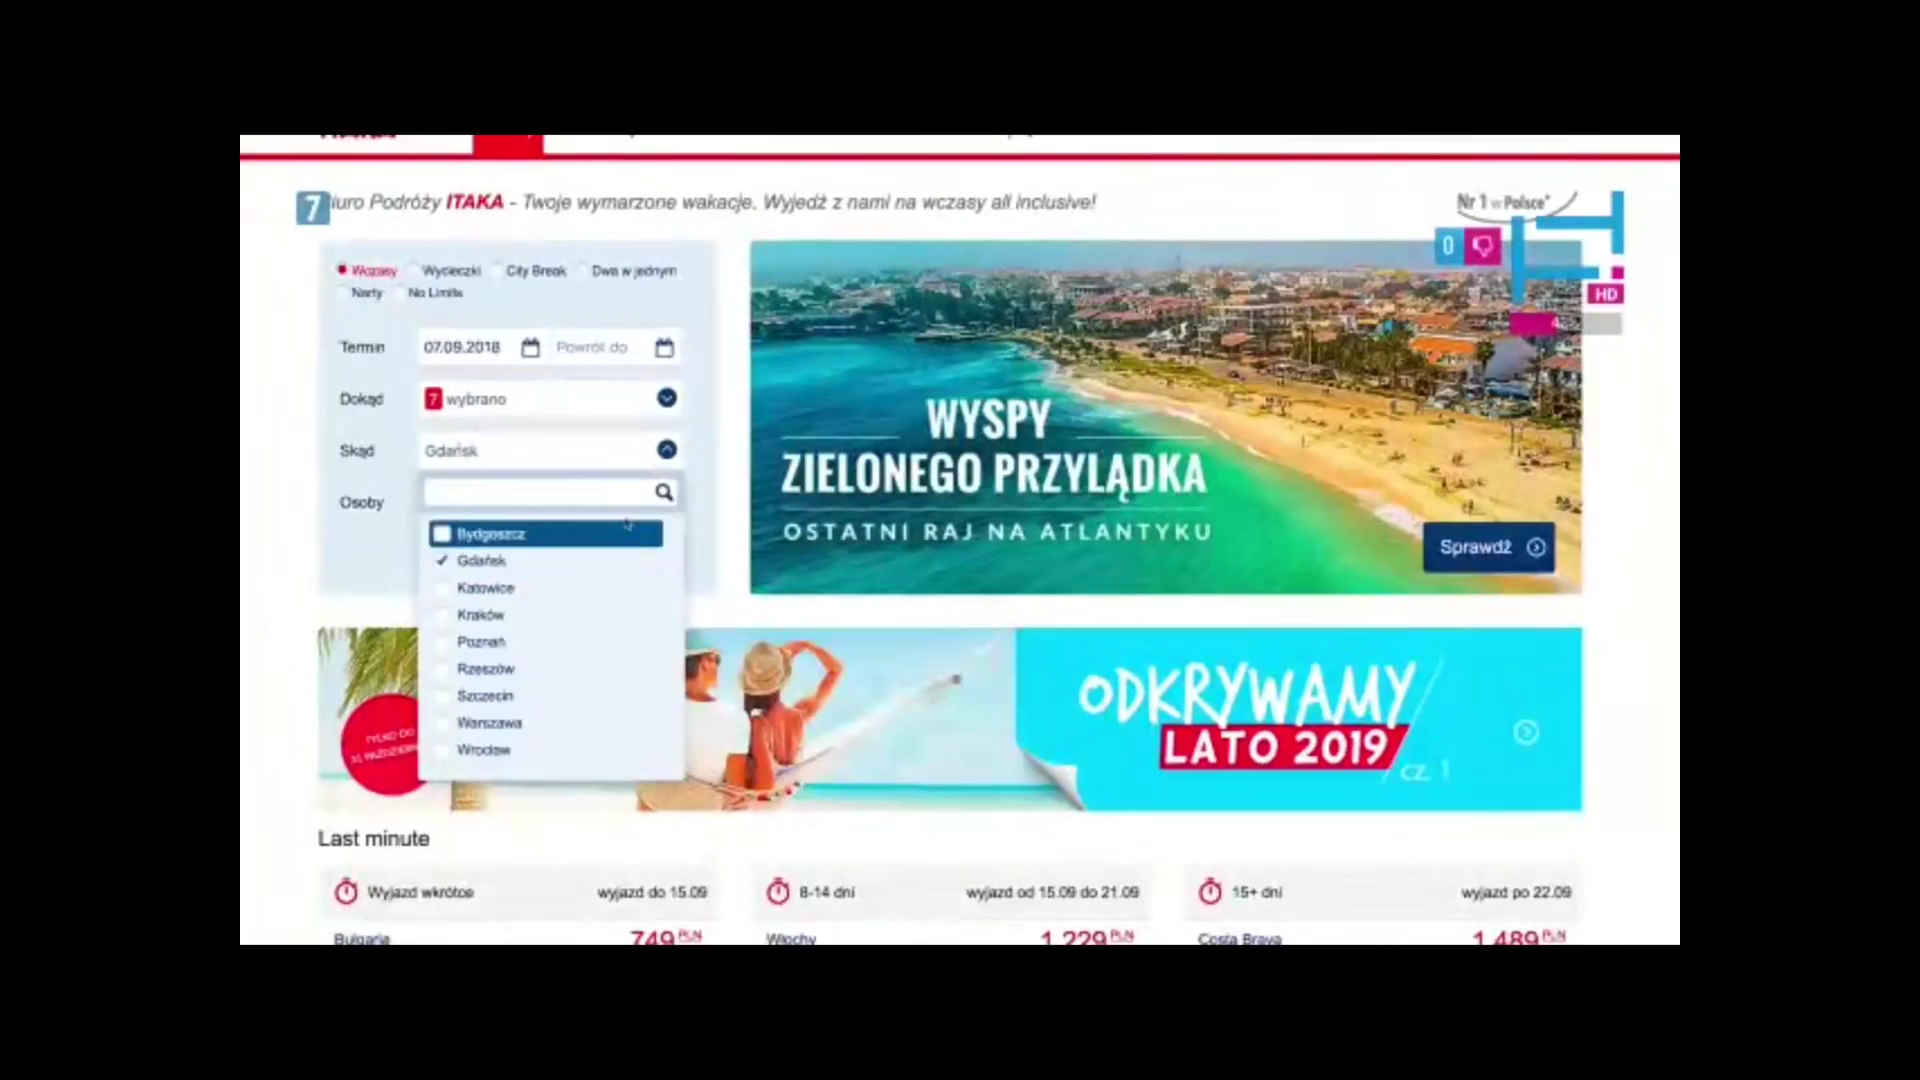 7
iuro Podróży ITAKA - Twoje wymarzone wakacje. Wyjedź z nami na wczasy all inclusive!
Nr 1 w Polsce*
0
HD
4
Wczasy Wycieczki City Break Dwa w jednym
Narty No Limits
Termin 07.09.2018 Powrót do
Dokąd 7 wybrano
Skąd Gdańsk
Osoby
Bydgoszcz
Gdańsk
Katowice
Kraków
Poznań
Rzeszów
Szczecin
Warszawa
Wrocław
WYSPY
ZIELONEGO PRZYLĄDKA
OSTATNI RAJ NA ATLANTYKU
Sprawdź
TYLKO DO
ODKRYWAMY
LATO 2019
cz. 1
Last minute
Wyjazd wkrótce wyjazd do 15.09
8-14 dni wyjazd od 15.09 do 21.09
15+ dni wyjazd po 22.09
Bułgaria 749 PLN
Włochy 1 229 PLN
Costa Brava 1 489 PLN